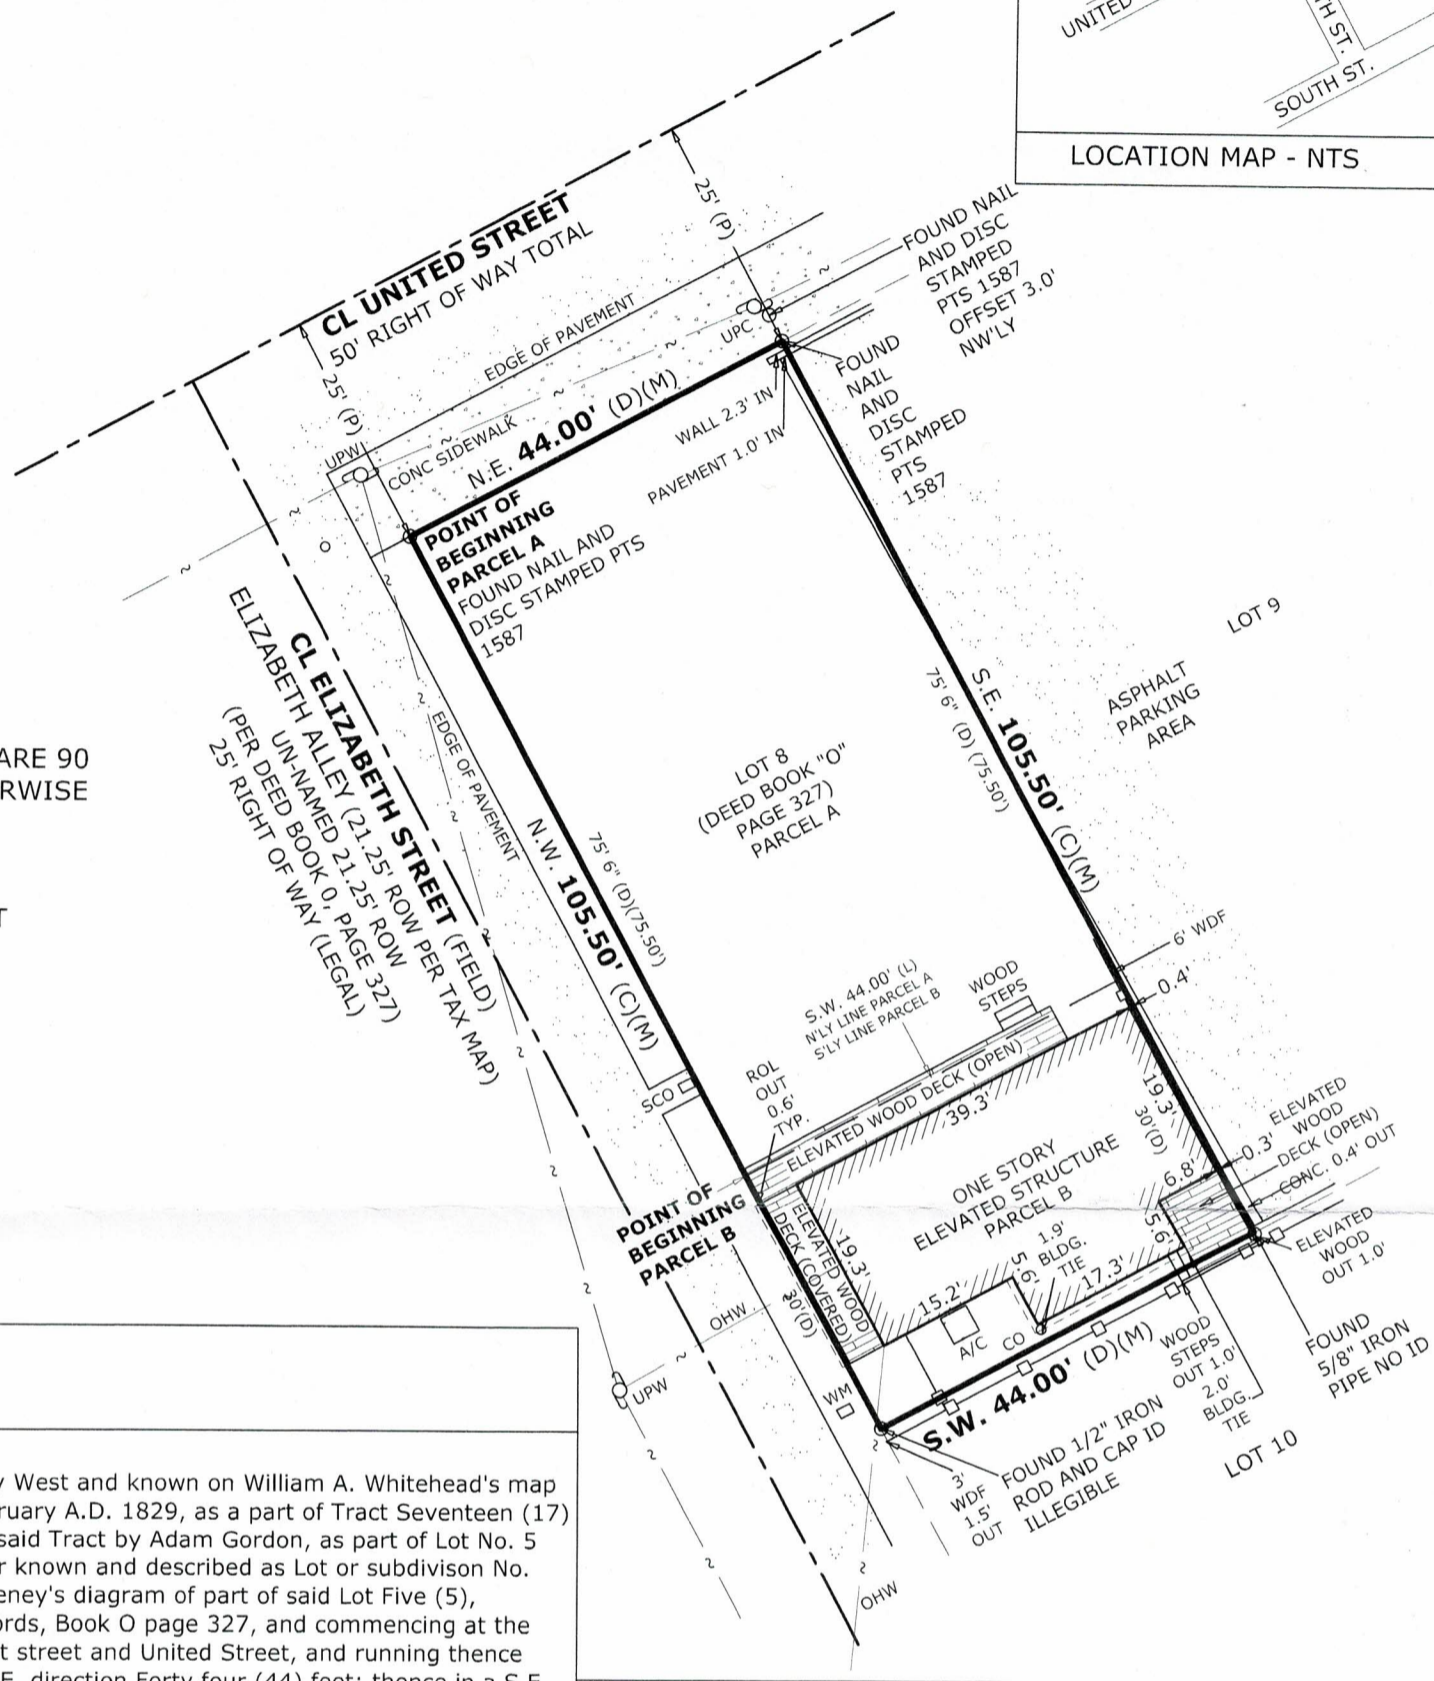 UNITED
TH ST.
SOUTH ST.
LOCATION MAP - NTS
CL UNITED STREET
50' RIGHT OF WAY TOTAL
25' (P)
25' (P)
EDGE OF PAVEMENT
UPC
UPW
CONC SIDEWALK
N.E. 44.00' (D)(M)
WALL 2.3' IN
PAVEMENT 1.0' IN
FOUND NAIL
AND DISC
STAMPED
PTS 1587
OFFSET 3.0'
NW'LY
FOUND
NAIL
AND
DISC
STAMPED
PTS
1587
POINT OF
BEGINNING
PARCEL A
FOUND NAIL AND
DISC STAMPED PTS
1587
CL ELIZABETH STREET (FIELD)
ELIZABETH ALLEY (21.25' ROW PER TAX MAP)
UN-NAMED 21.25' ROW
(PER DEED BOOK 0, PAGE 327)
25' RIGHT OF WAY (LEGAL)
EDGE OF PAVEMENT
N.W. 105.50' (C)(M)
75' 6" (D)(75.50')
LOT 8
(DEED BOOK "O"
PAGE 327)
PARCEL A
75' 6" (D) (75.50')
S.E. 105.50' (C)(M)
LOT 9
ASPHALT
PARKING
AREA
ARE 90
RWISE
T
6' WDF
0.4'
S.W. 44.00' (L)
N'LY LINE PARCEL A
S'LY LINE PARCEL B
WOOD
STEPS
ROL
OUT
0.6'
TYP.
SCO
ELEVATED WOOD DECK (OPEN)
39.3'
19.3'
30'(D)
ONE STORY
ELEVATED STRUCTURE
PARCEL B
6.8'
5.6'
0.3'
ELEVATED
WOOD
DECK (OPEN)
CONC. 0.4' OUT
ELEVATED
WOOD
OUT 1.0'
POINT OF
BEGINNING
PARCEL B
ELEVATED WOOD
DECK (COVERED)
30'(D)
19.3'
15.2'
5.6'
1.9'
BLDG.
TIE
17.3'
A/C
CO
OHW
UPW
WM
S.W. 44.00' (D)(M)
WOOD
STEPS
OUT 1.0'
2.0'
BLDG.
TIE
FOUND
5/8" IRON
PIPE NO ID
LOT 10
FOUND 1/2" IRON
ROD AND CAP ID
ILLEGIBLE
3'
WDF
1.5'
OUT
OHW
y West and known on William A. Whitehead's map
ruary A.D. 1829, as a part of Tract Seventeen (17)
said Tract by Adam Gordon, as part of Lot No. 5
r known and described as Lot or subdivison No.
eney's diagram of part of said Lot Five (5),
ords, Book O page 327, and commencing at the
t street and United Street, and running thence
E. direction Forty four (44) feet; thence in a S.E.